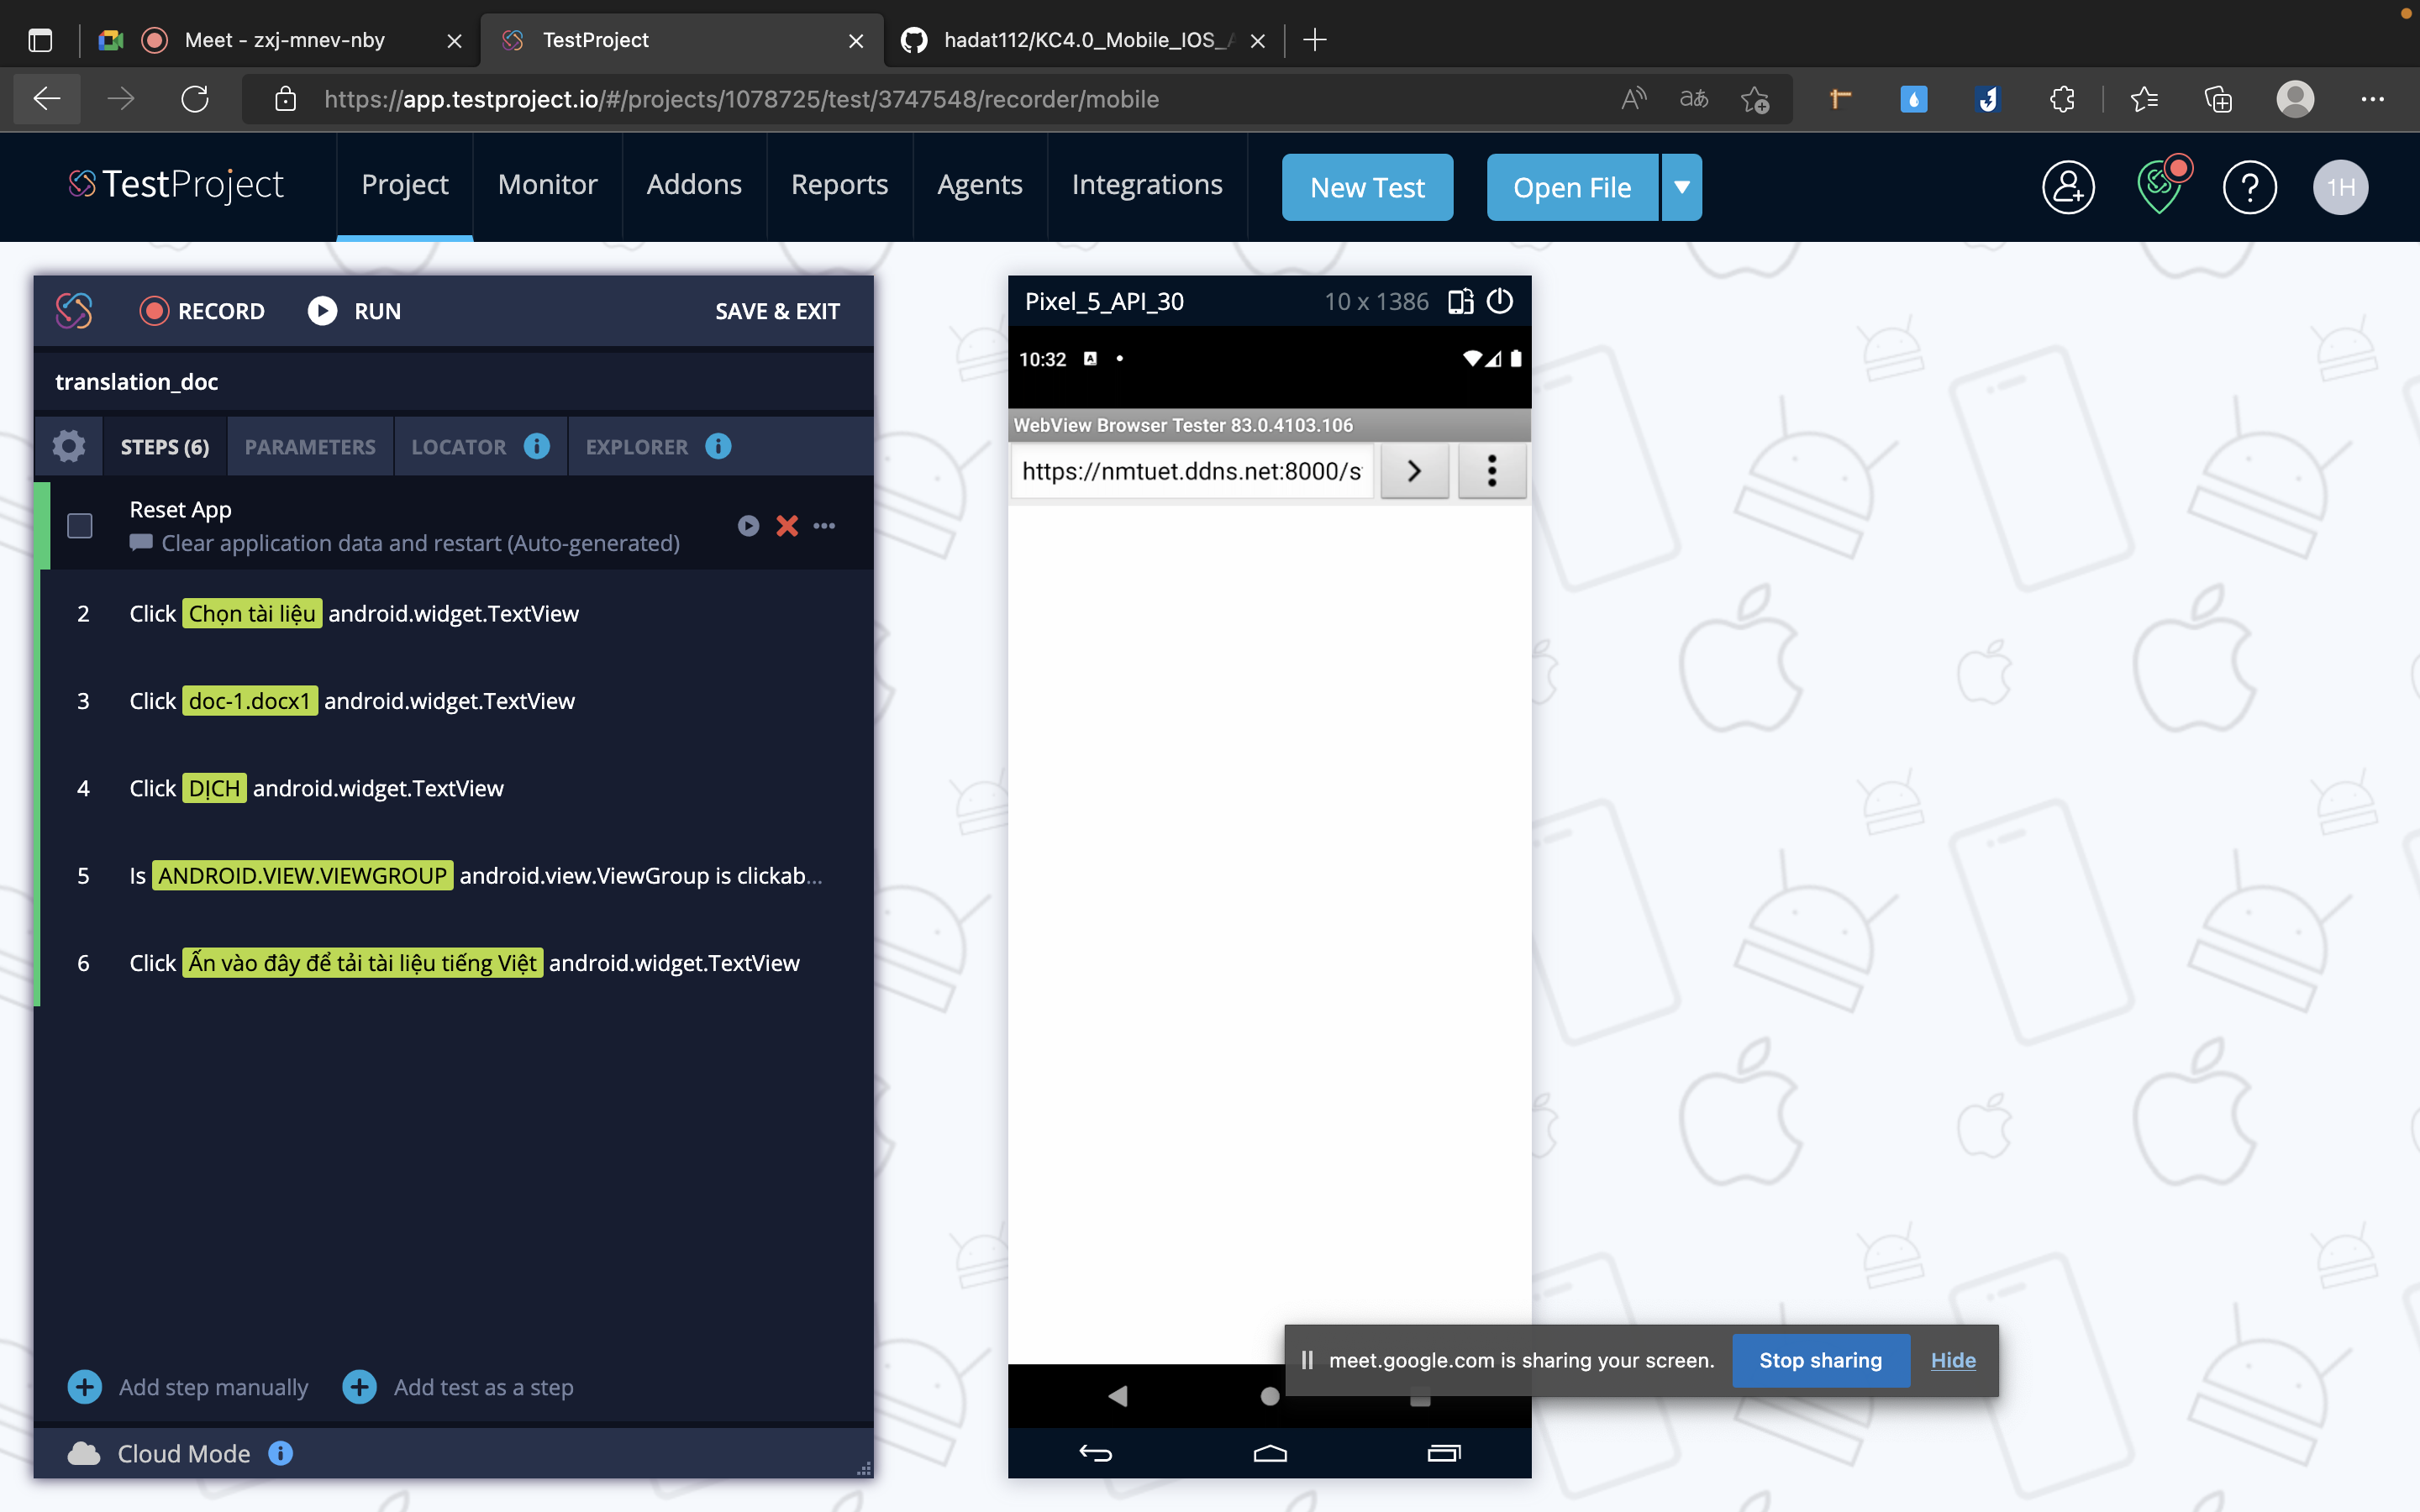 Meet - zxj-mnev-nby
TestProject
hadat112/KC4.0_Mobile_IOS_
https://app.testproject.io/#/projects/1078725/test/3747548/recorder/mobile
TestProject
Project
Monitor
Addons
Reports
Agents
Integrations
New Test
Open File
1H
RECORD
RUN
SAVE & EXIT
translation_doc
STEPS (6)
PARAMETERS
LOCATOR
EXPLORER
Reset App
Clear application data and restart (Auto-generated)
2 Click Chọn tài liệu android.widget.TextView
3 Click doc-1.docx1 android.widget.TextView
4 Click DỊCH android.widget.TextView
5 Is ANDROID.VIEW.VIEWGROUP android.view.ViewGroup is clickab...
6 Click Ấn vào đây để tải tài liệu tiếng Việt android.widget.TextView
Add step manually
Add test as a step
Cloud Mode
Pixel_5_API_30
10 x 1386
10:32
WebView Browser Tester 83.0.4103.106
https://nmtuet.ddns.net:8000/s
meet.google.com is sharing your screen.
Stop sharing
Hide